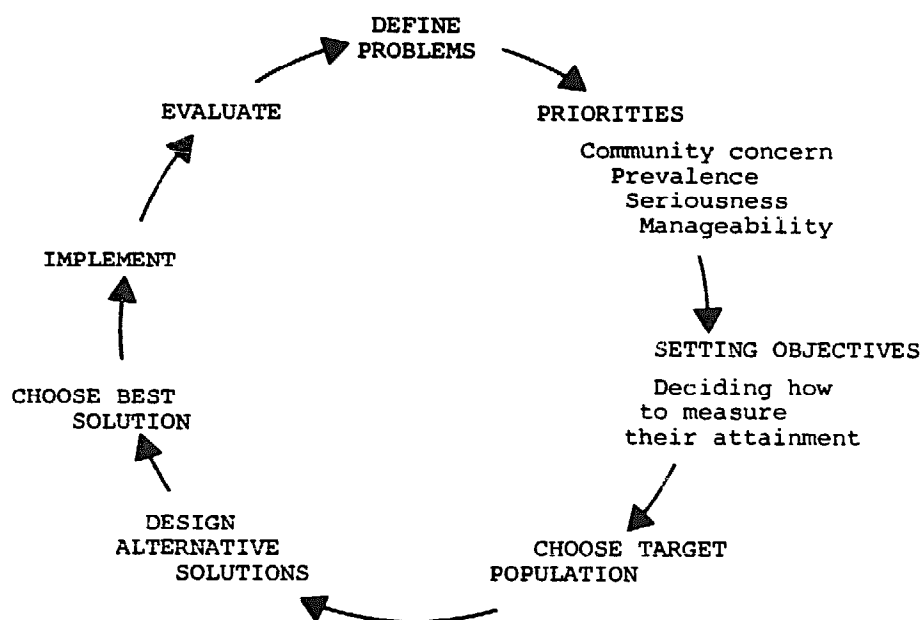 DEFINE
PROBLEMS
PRIORITIES
Community concern
Prevalence
Seriousness
Manageability
SETTING OBJECTIVES
Deciding how
to measure
their attainment
CHOOSE TARGET
POPULATION
DESIGN
ALTERNATIVE
SOLUTIONS
CHOOSE BEST
SOLUTION
IMPLEMENT
EVALUATE